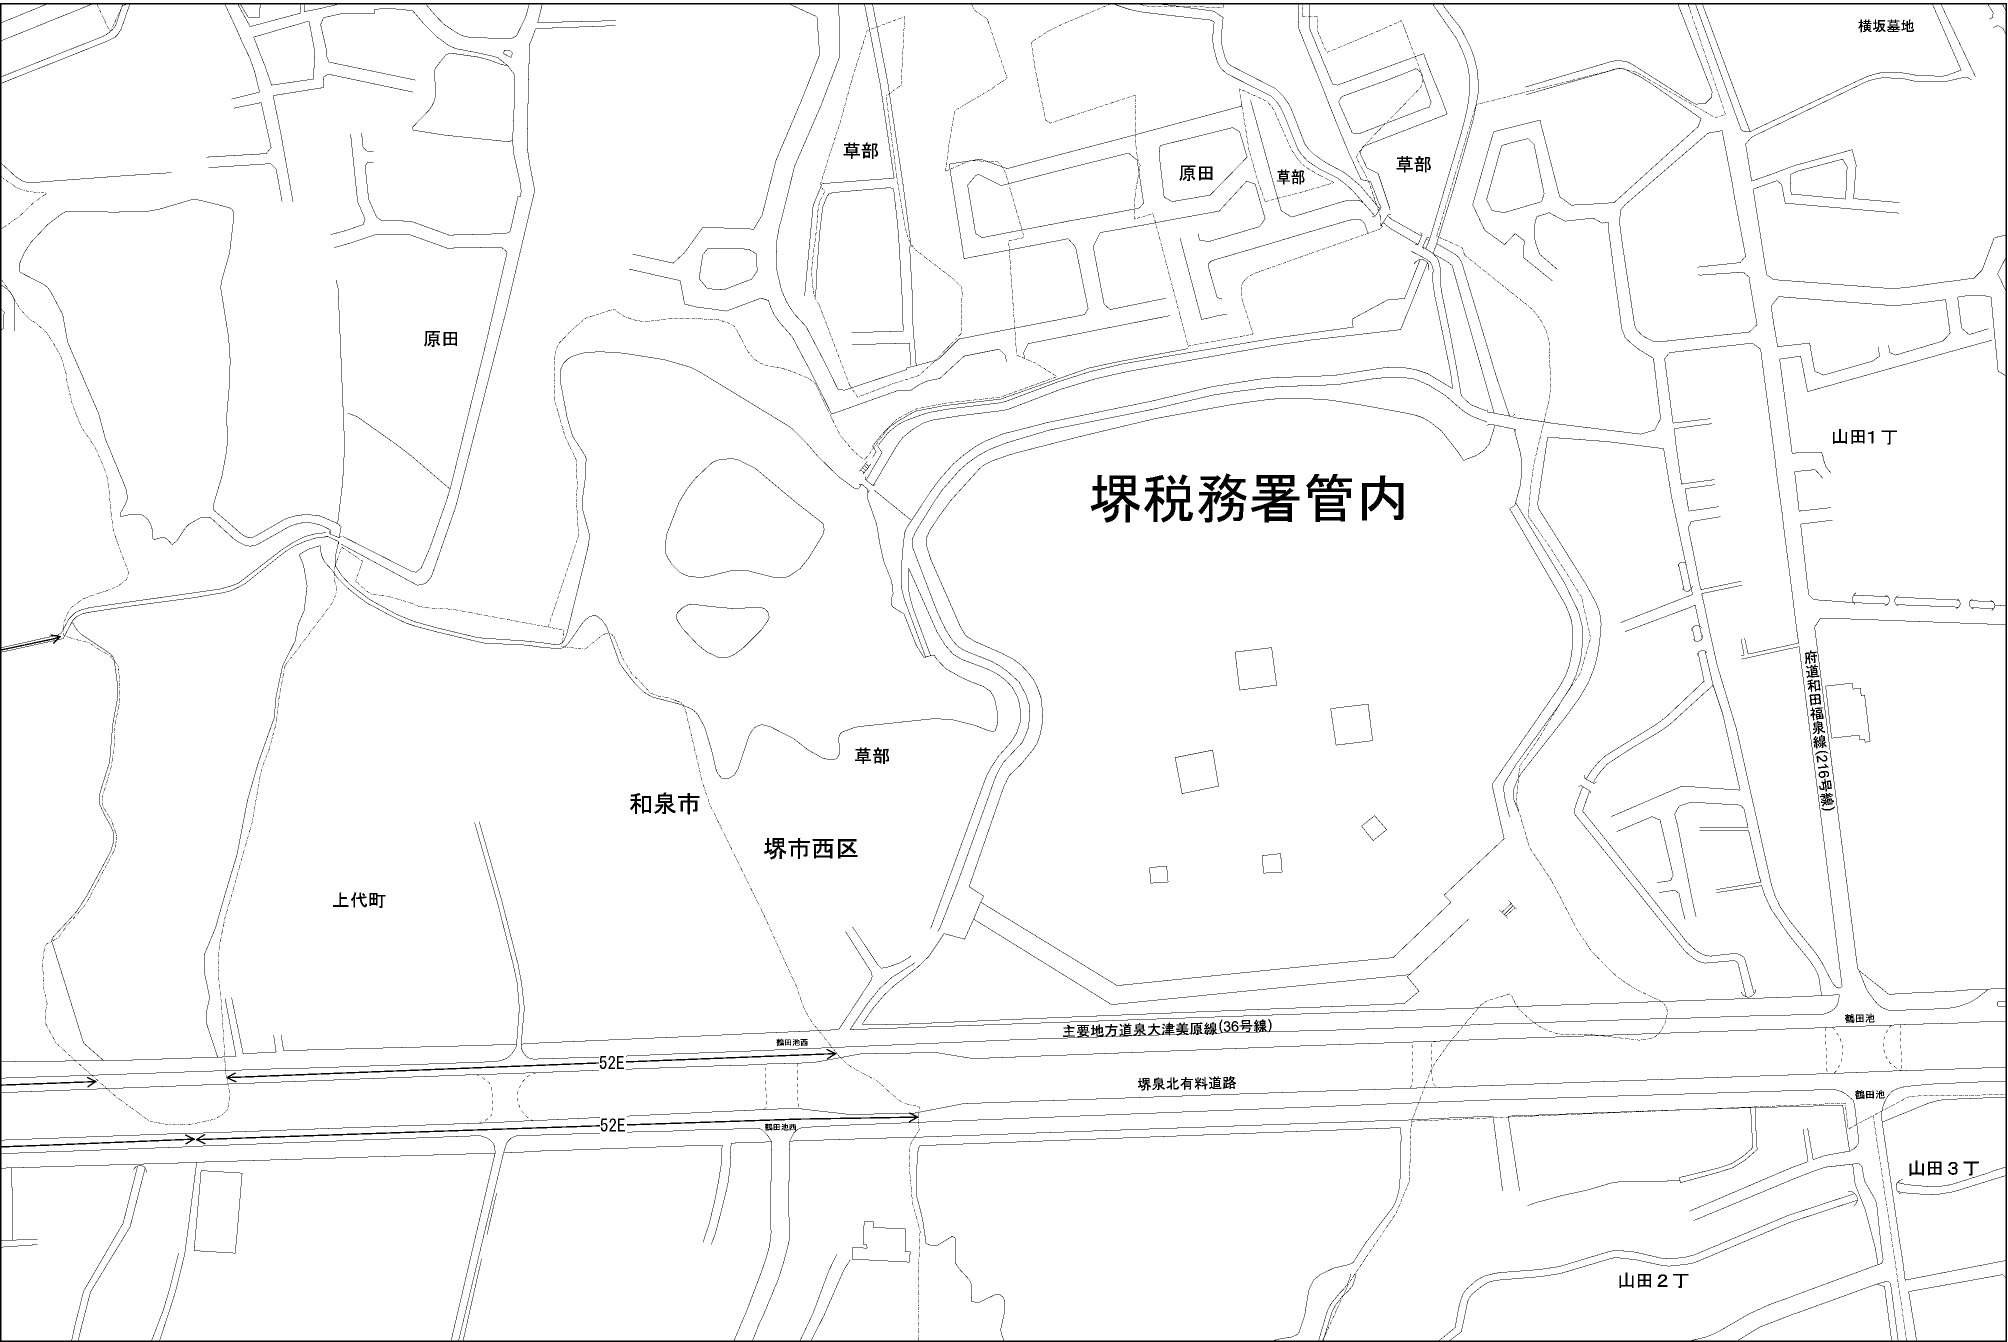 横坂墓地
草部
原田
草部
草部
原田
山田1丁
堺税務署管内
府道和田福泉線(216号線)
草部
和泉市
堺市西区
上代町
主要地方道泉大津美原線(36号線)
鶴田池
鶴田池西
52E
堺泉北有料道路
鶴田池
52E
鶴田池西
山田3丁
山田2丁